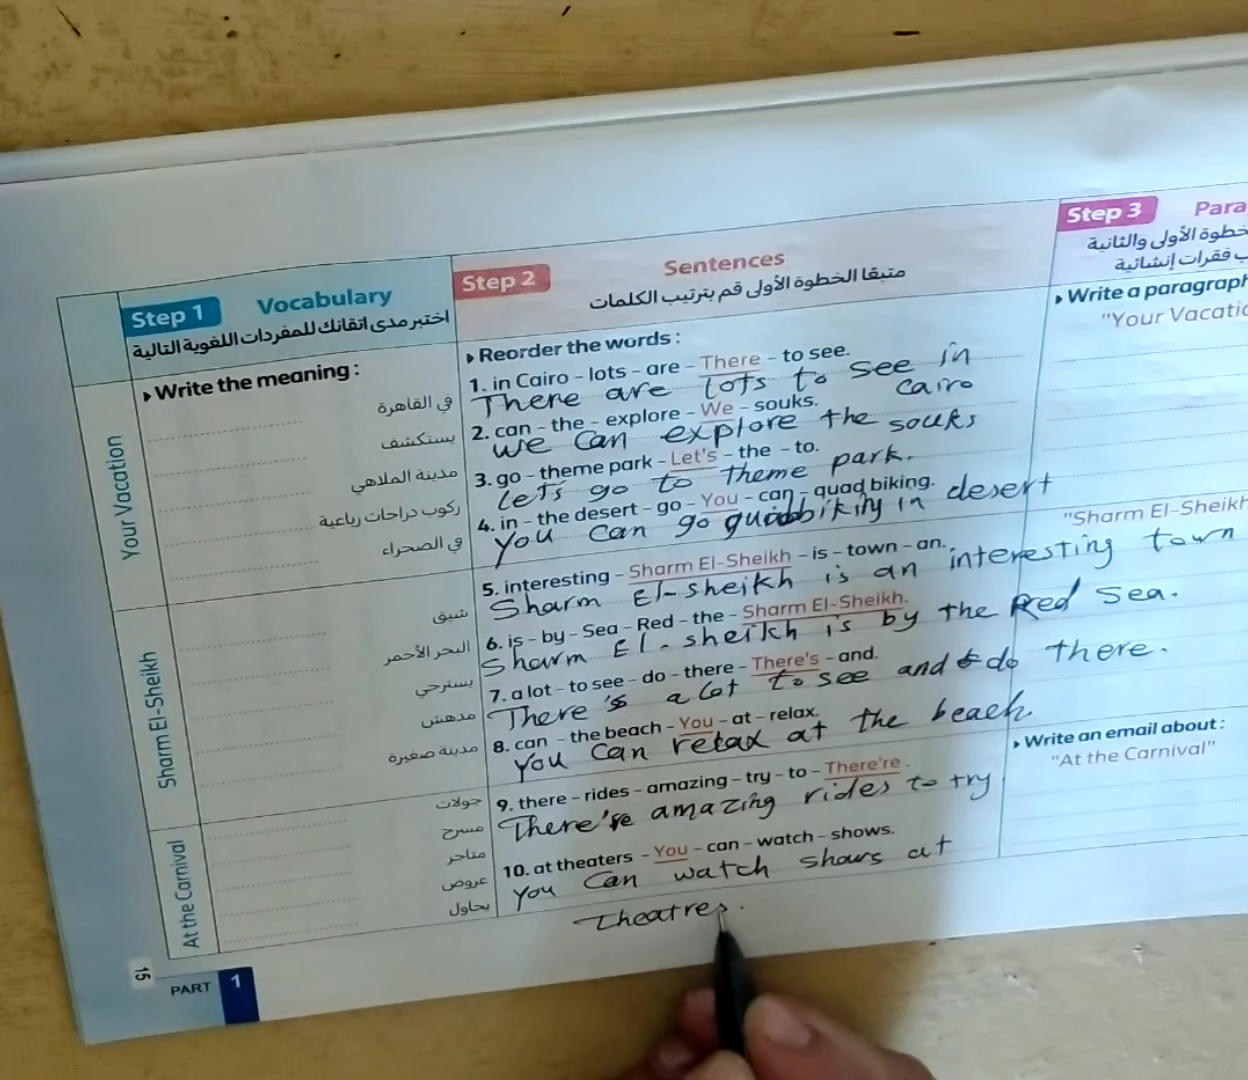 Step 1 Vocabulary
اختبر مدى اتقانك للمفردات اللغوية التالية
Write the meaning :
Your Vacation
في القاهرة
يستكشف
مدينة الملاهي
ركوب دراجات رباعية
في الصحراء
Sharm El-Sheikh
شيق
البحر الأحمر
يسترخي
مدهش
مدينة صغيرة
At the Carnival
جولات
مسرح
متاجر
عروض
يحاول
Step 2 Sentences
متبقا الخطوة الأولى قم بترتيب الكلمات
Reorder the words :
1. in Cairo - lots - are - There - to see.
There are lots to see in
Cairo
2. can - the - explore - We - souks.
We can explore the souks
3. go - theme park - Let's - the - to.
Let's go to theme park.
4. in - the desert - go - You - can - quad biking.
You can go quadbiking in desert
5. interesting - Sharm El-Sheikh - is - town - an.
Sharm El-sheikh is an interesting town
6. is - by - Sea - Red - the - Sharm El-Sheikh.
Sharm El-sheikh is by the Red Sea.
7. a lot - to see - do - there - There's - and.
There's a lot to see and do there.
8. can - the beach - You - at - relax.
You can relax at the beach
9. there - rides - amazing - try - to - There're .
There're amazing rides to try
10. at theaters - You - can - watch - shows.
You can watch shows at
theatres.
Step 3 Para
خطوة الأولى والثانية
ب فقرات إنشائية
Write a paragraph
"Your Vacatio
"Sharm El-Sheikh
Write an email about :
"At the Carnival"
15
PART 1